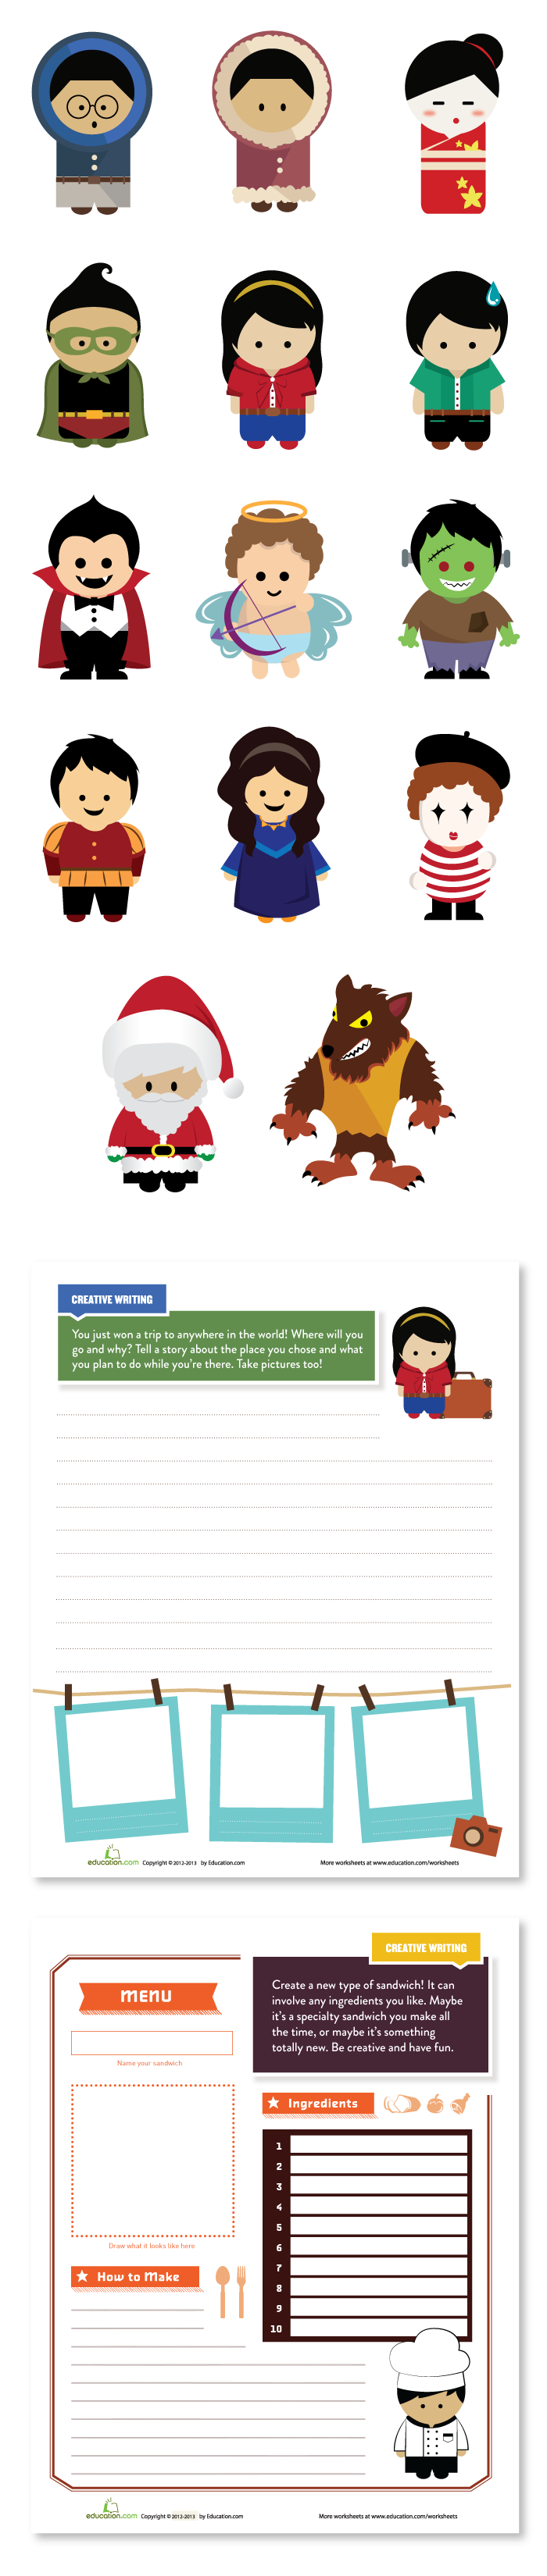 CREATIVE WRITING
You just won a trip to anywhere in the world! Where will you
go and why? Tell a story about the place you chose and what
you plan to do while you're there. Take pictures too!
education.com Copyright © 2012-2013 by Education.com
More worksheets at www.education.com/worksheets
CREATIVE WRITING
Create a new type of sandwich! It can
involve any ingredients you like. Maybe
it's a specialty sandwich you make all
the time, or maybe it's something
totally new. Be creative and have fun.
MENU
Name your sandwich
Draw what it looks like here
Ingredients
1
2
3
4
5
6
7
8
9
10
How to Make
education.com Copyright © 2012-2013 by Education.com
More worksheets at www.education.com/worksheets